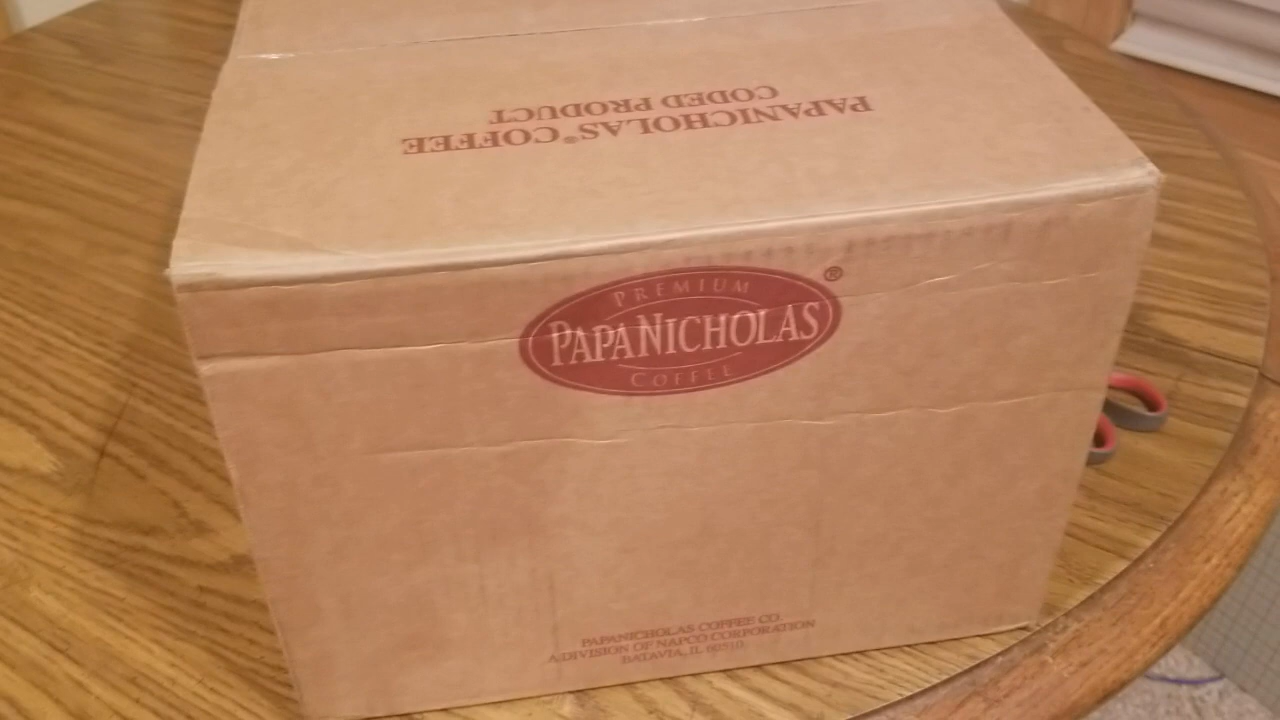 PAPANICHOLAS® COFFEE
CODED PRODUCT
PREMIUM
PAPANICHOLAS®
COFFEE
PAPANICHOLAS COFFEE CO.
A DIVISION OF NAPCO CORPORATION
BATAVIA, IL 60510